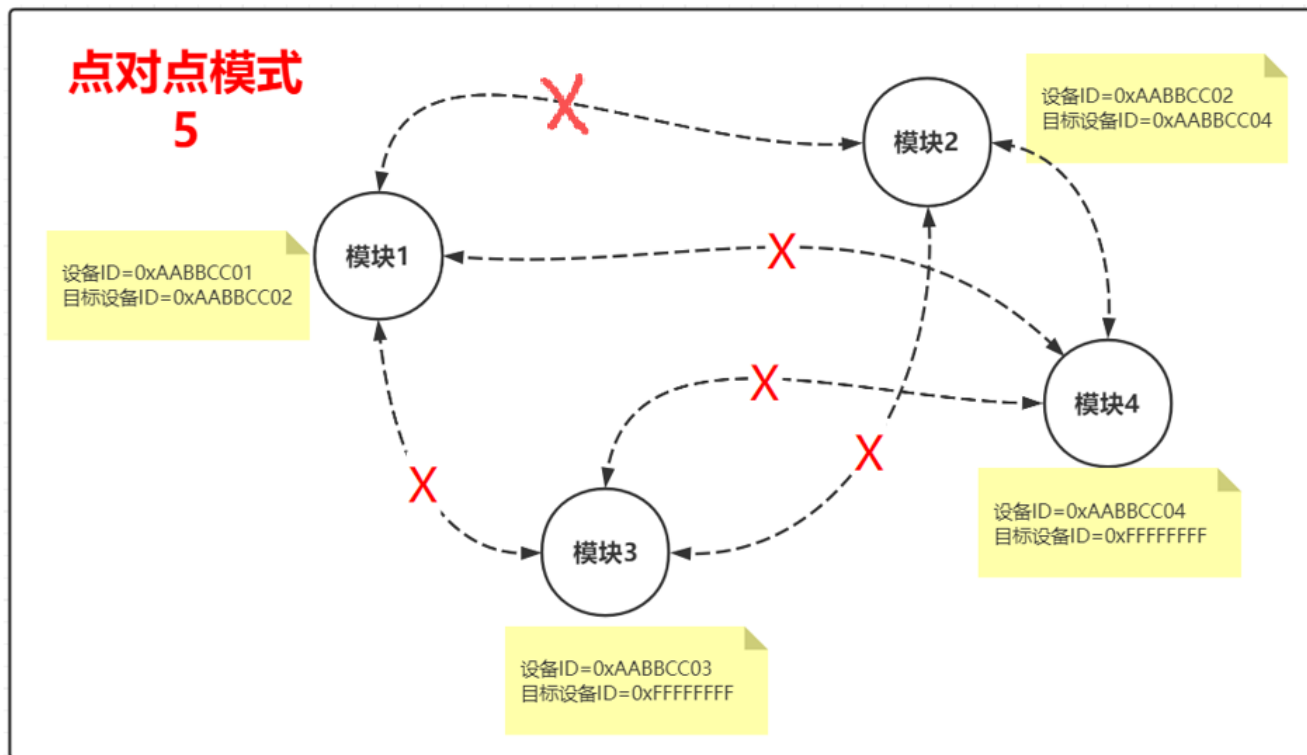 点对点模式
5
设备ID=0xAABBCC02
目标设备ID=0xAABBCC04
模块2
X
模块1
X
设备ID=0xAABBCC01
目标设备ID=0xAABBCC02
X
模块4
X
X
设备ID=0xAABBCC04
目标设备ID=0xFFFFFFFF
模块3
设备ID=0xAABBCC03
目标设备ID=0xFFFFFFFF